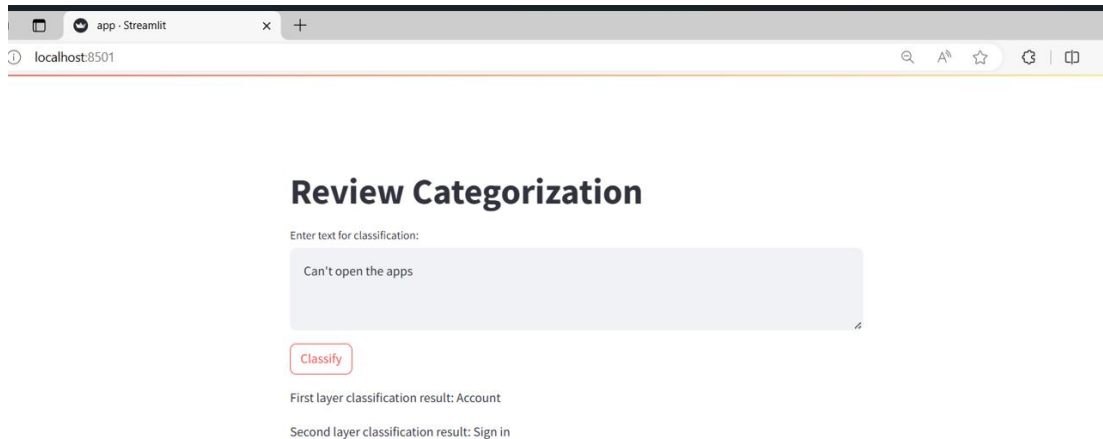 app · Streamlit
localhost:8501
Review Categorization
Enter text for classification:
Can't open the apps
Classify
First layer classification result: Account
Second layer classification result: Sign in